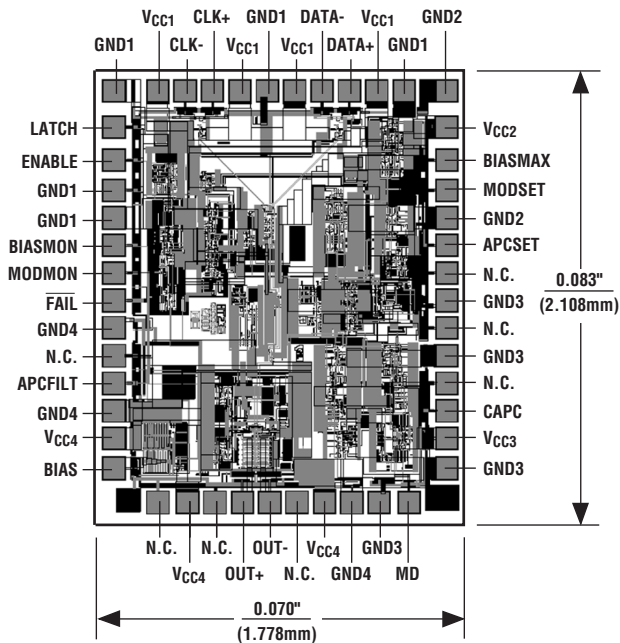 VCC1 CLK+ GND1 DATA- VCC1 GND2
GND1 CLK- VCC1 VCC1 DATA+ GND1
LATCH
ENABLE
GND1
GND1
BIASMON
MODMON
FAIL
GND4
N.C.
APCFILT
GND4
VCC4
BIAS
VCC2
BIASMAX
MODSET
GND2
APCSET
N.C.
GND3
N.C.
GND3
N.C.
CAPC
VCC3
GND3
0.083"
(2.108mm)
N.C. N.C. OUT- VCC4 GND3
VCC4 OUT+ N.C. GND4 MD
0.070"
(1.778mm)